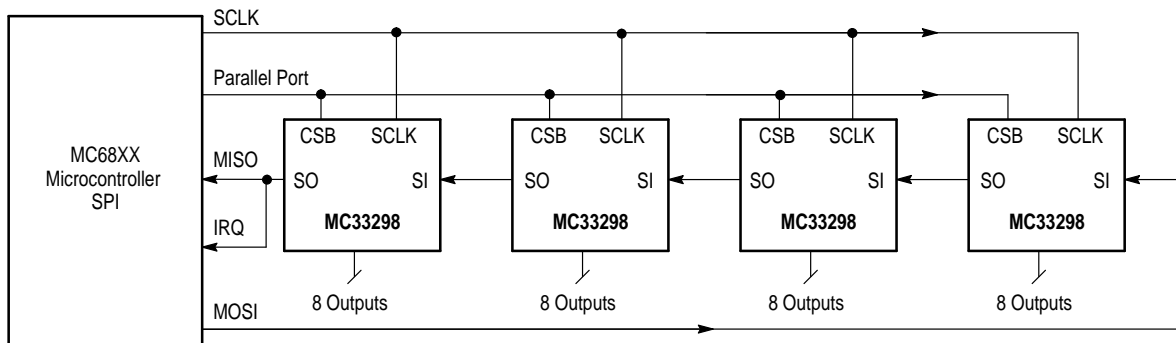 SCLK
Parallel Port
CSB SCLK
CSB SCLK
CSB SCLK
CSB SCLK
MC68XX
Microcontroller
SPI
MISO
SO SI
SO SI
SO SI
SO SI
IRQ
MC33298
MC33298
MC33298
MC33298
8 Outputs
8 Outputs
8 Outputs
8 Outputs
MOSI